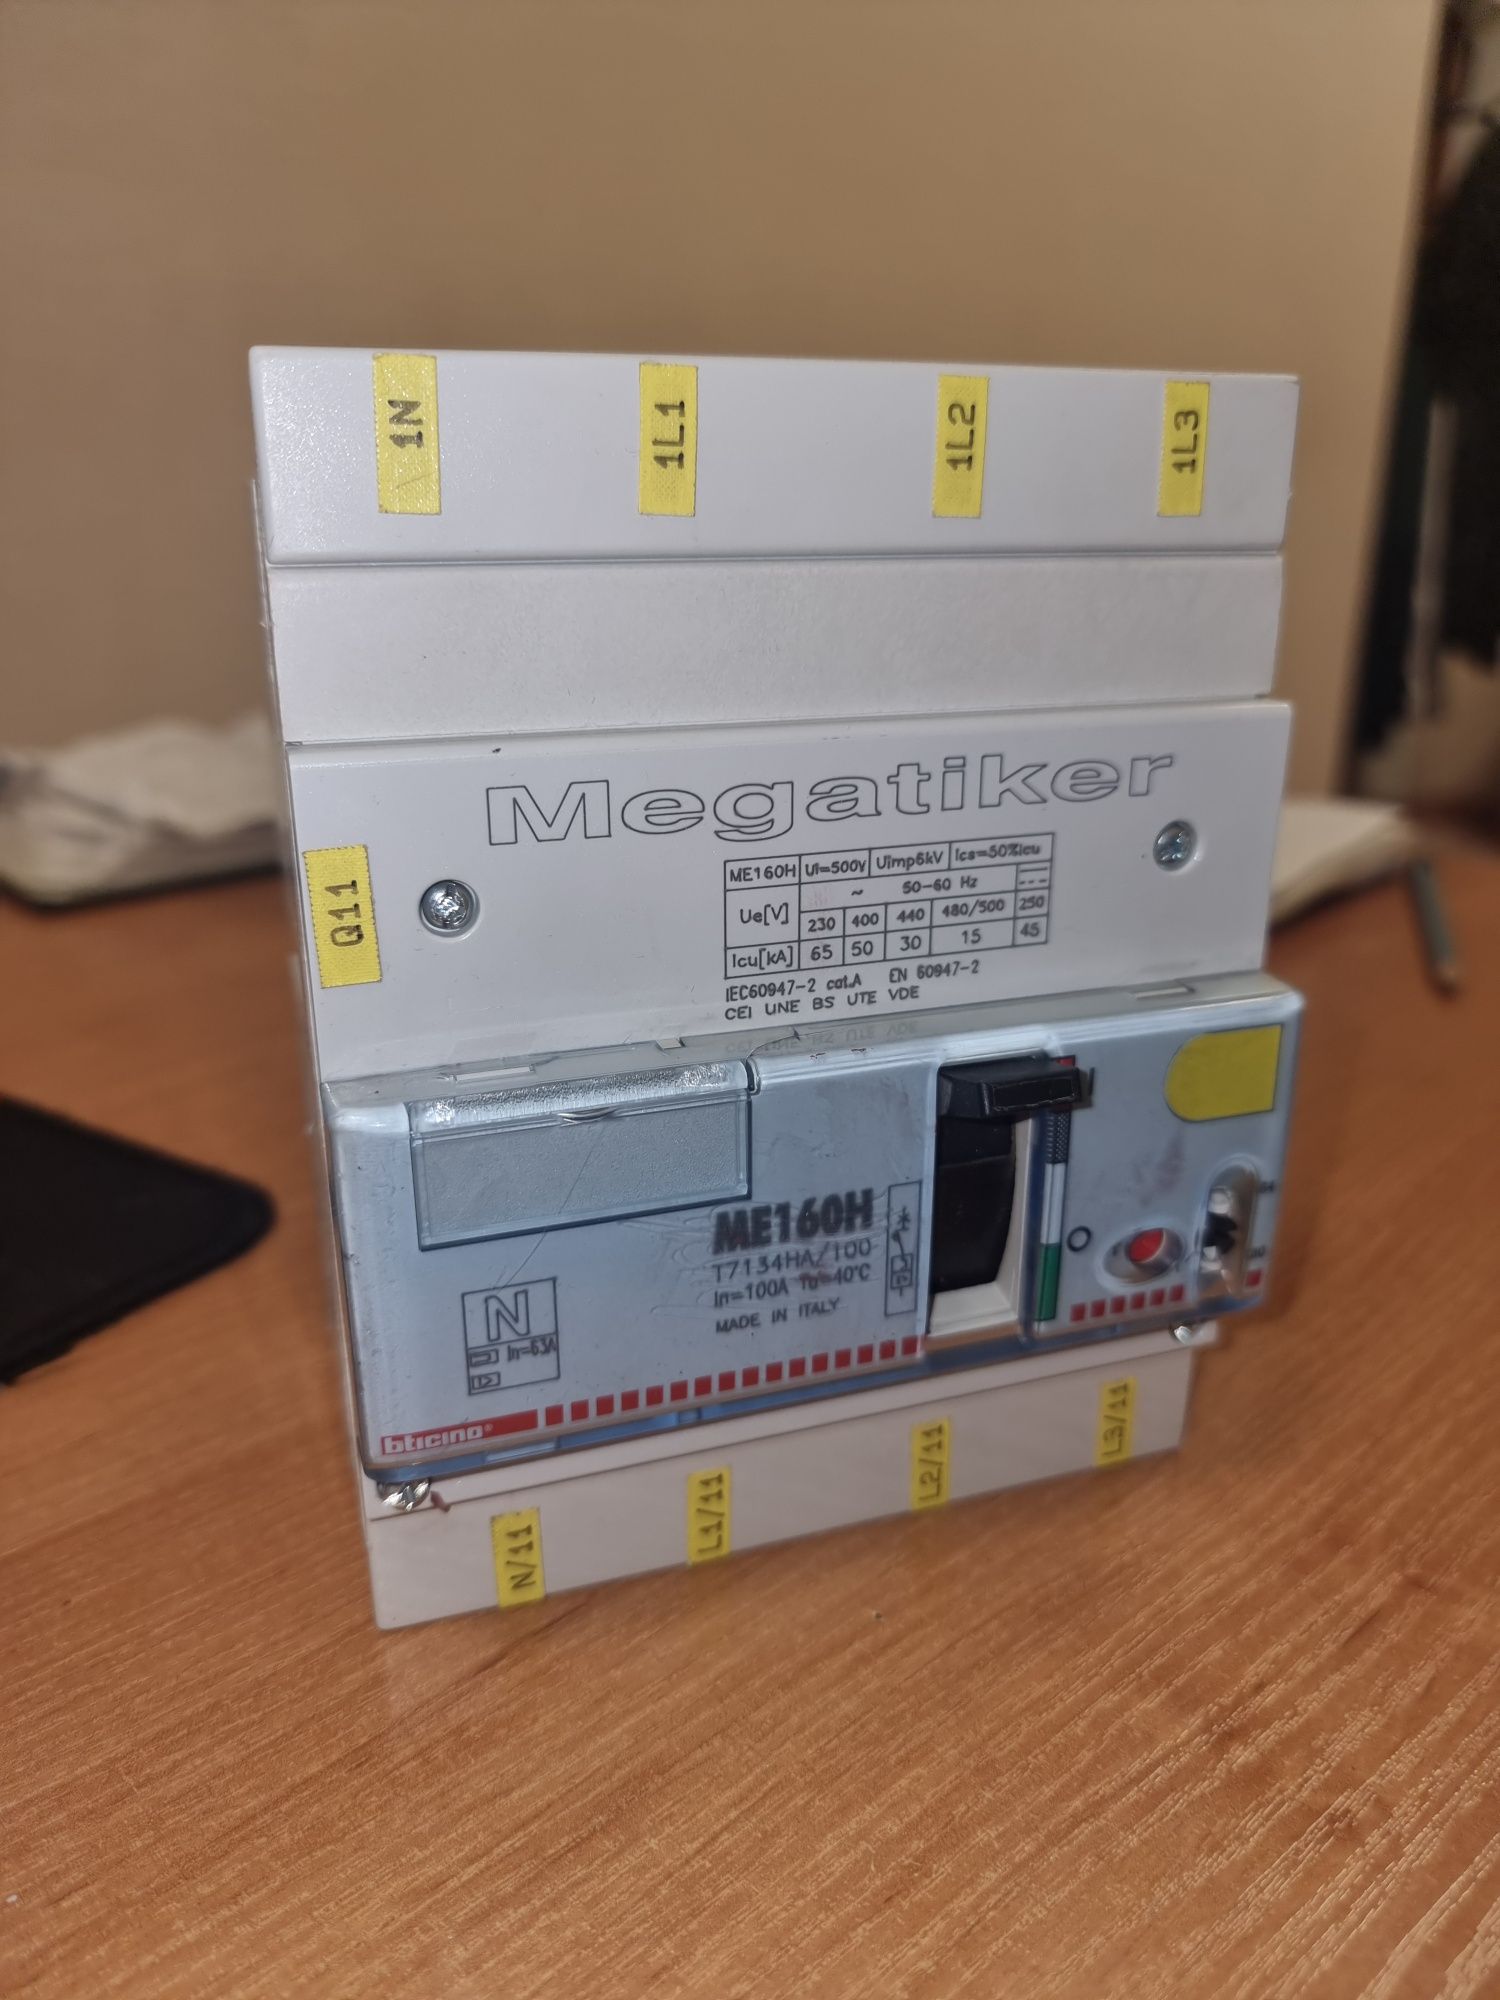 1N
1L1
1L2
1L3
Megatiker
Q11
ME160H Ui=500V Uimp6kV Ics=50%Icu
Ue[V] ~ 50-60 Hz
230 400 440 480/500 250
Icu[kA] 65 50 30 15 45
IEC60947-2 cat.A EN 60947-2
CEI UNE BS UTE VDE
I
ME160H
T7134HA/100
In=100A Ta=40°C
MADE IN ITALY
O
N
In=63A
bticino®
N/11
L1/11
L2/11
L3/11